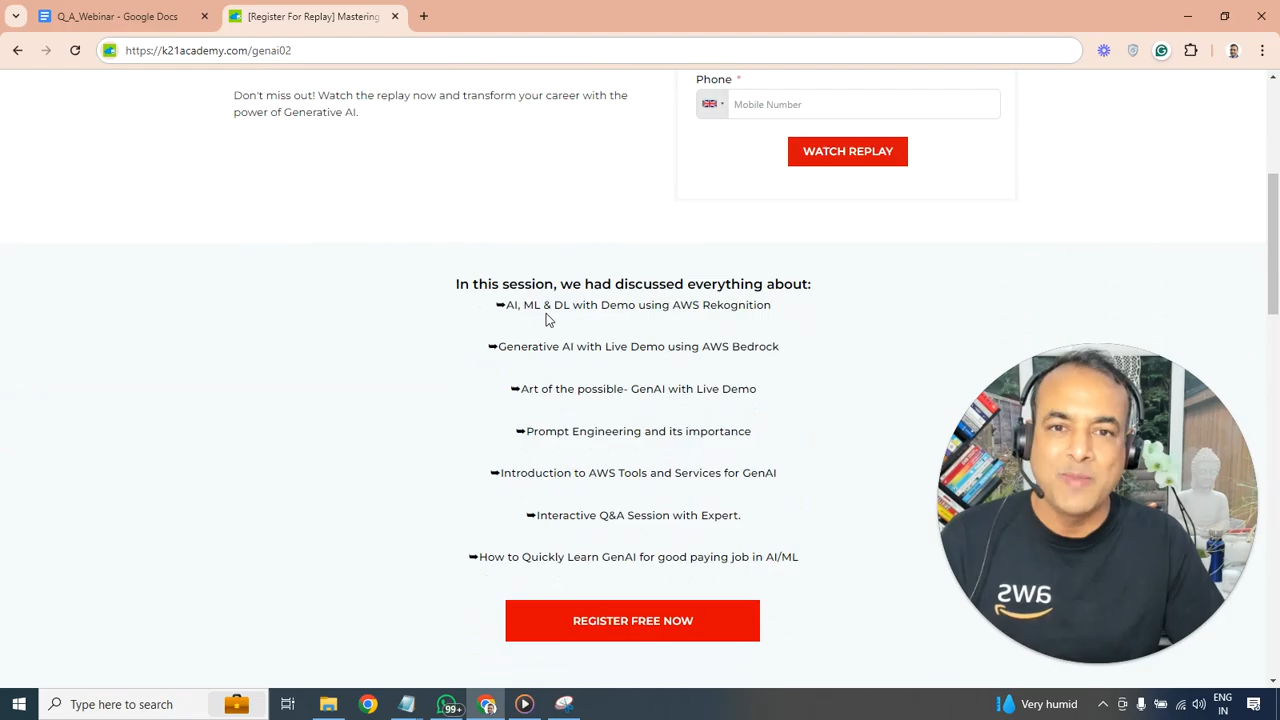 Q_A_Webinar - Google Docs
[Register For Replay] Mastering
https://k21academy.com/genai02
Don't miss out! Watch the replay now and transform your career with the
power of Generative AI.
Phone *
Mobile Number
WATCH REPLAY
In this session, we had discussed everything about:
➥AI, ML & DL with Demo using AWS Rekognition
➥Generative AI with Live Demo using AWS Bedrock
➥Art of the possible- GenAI with Live Demo
➥Prompt Engineering and its importance
➥Introduction to AWS Tools and Services for GenAI
➥Interactive Q&A Session with Expert.
➥How to Quickly Learn GenAI for good paying job in AI/ML
REGISTER FREE NOW
aws
Type here to search
99+
Very humid
ENG
IN